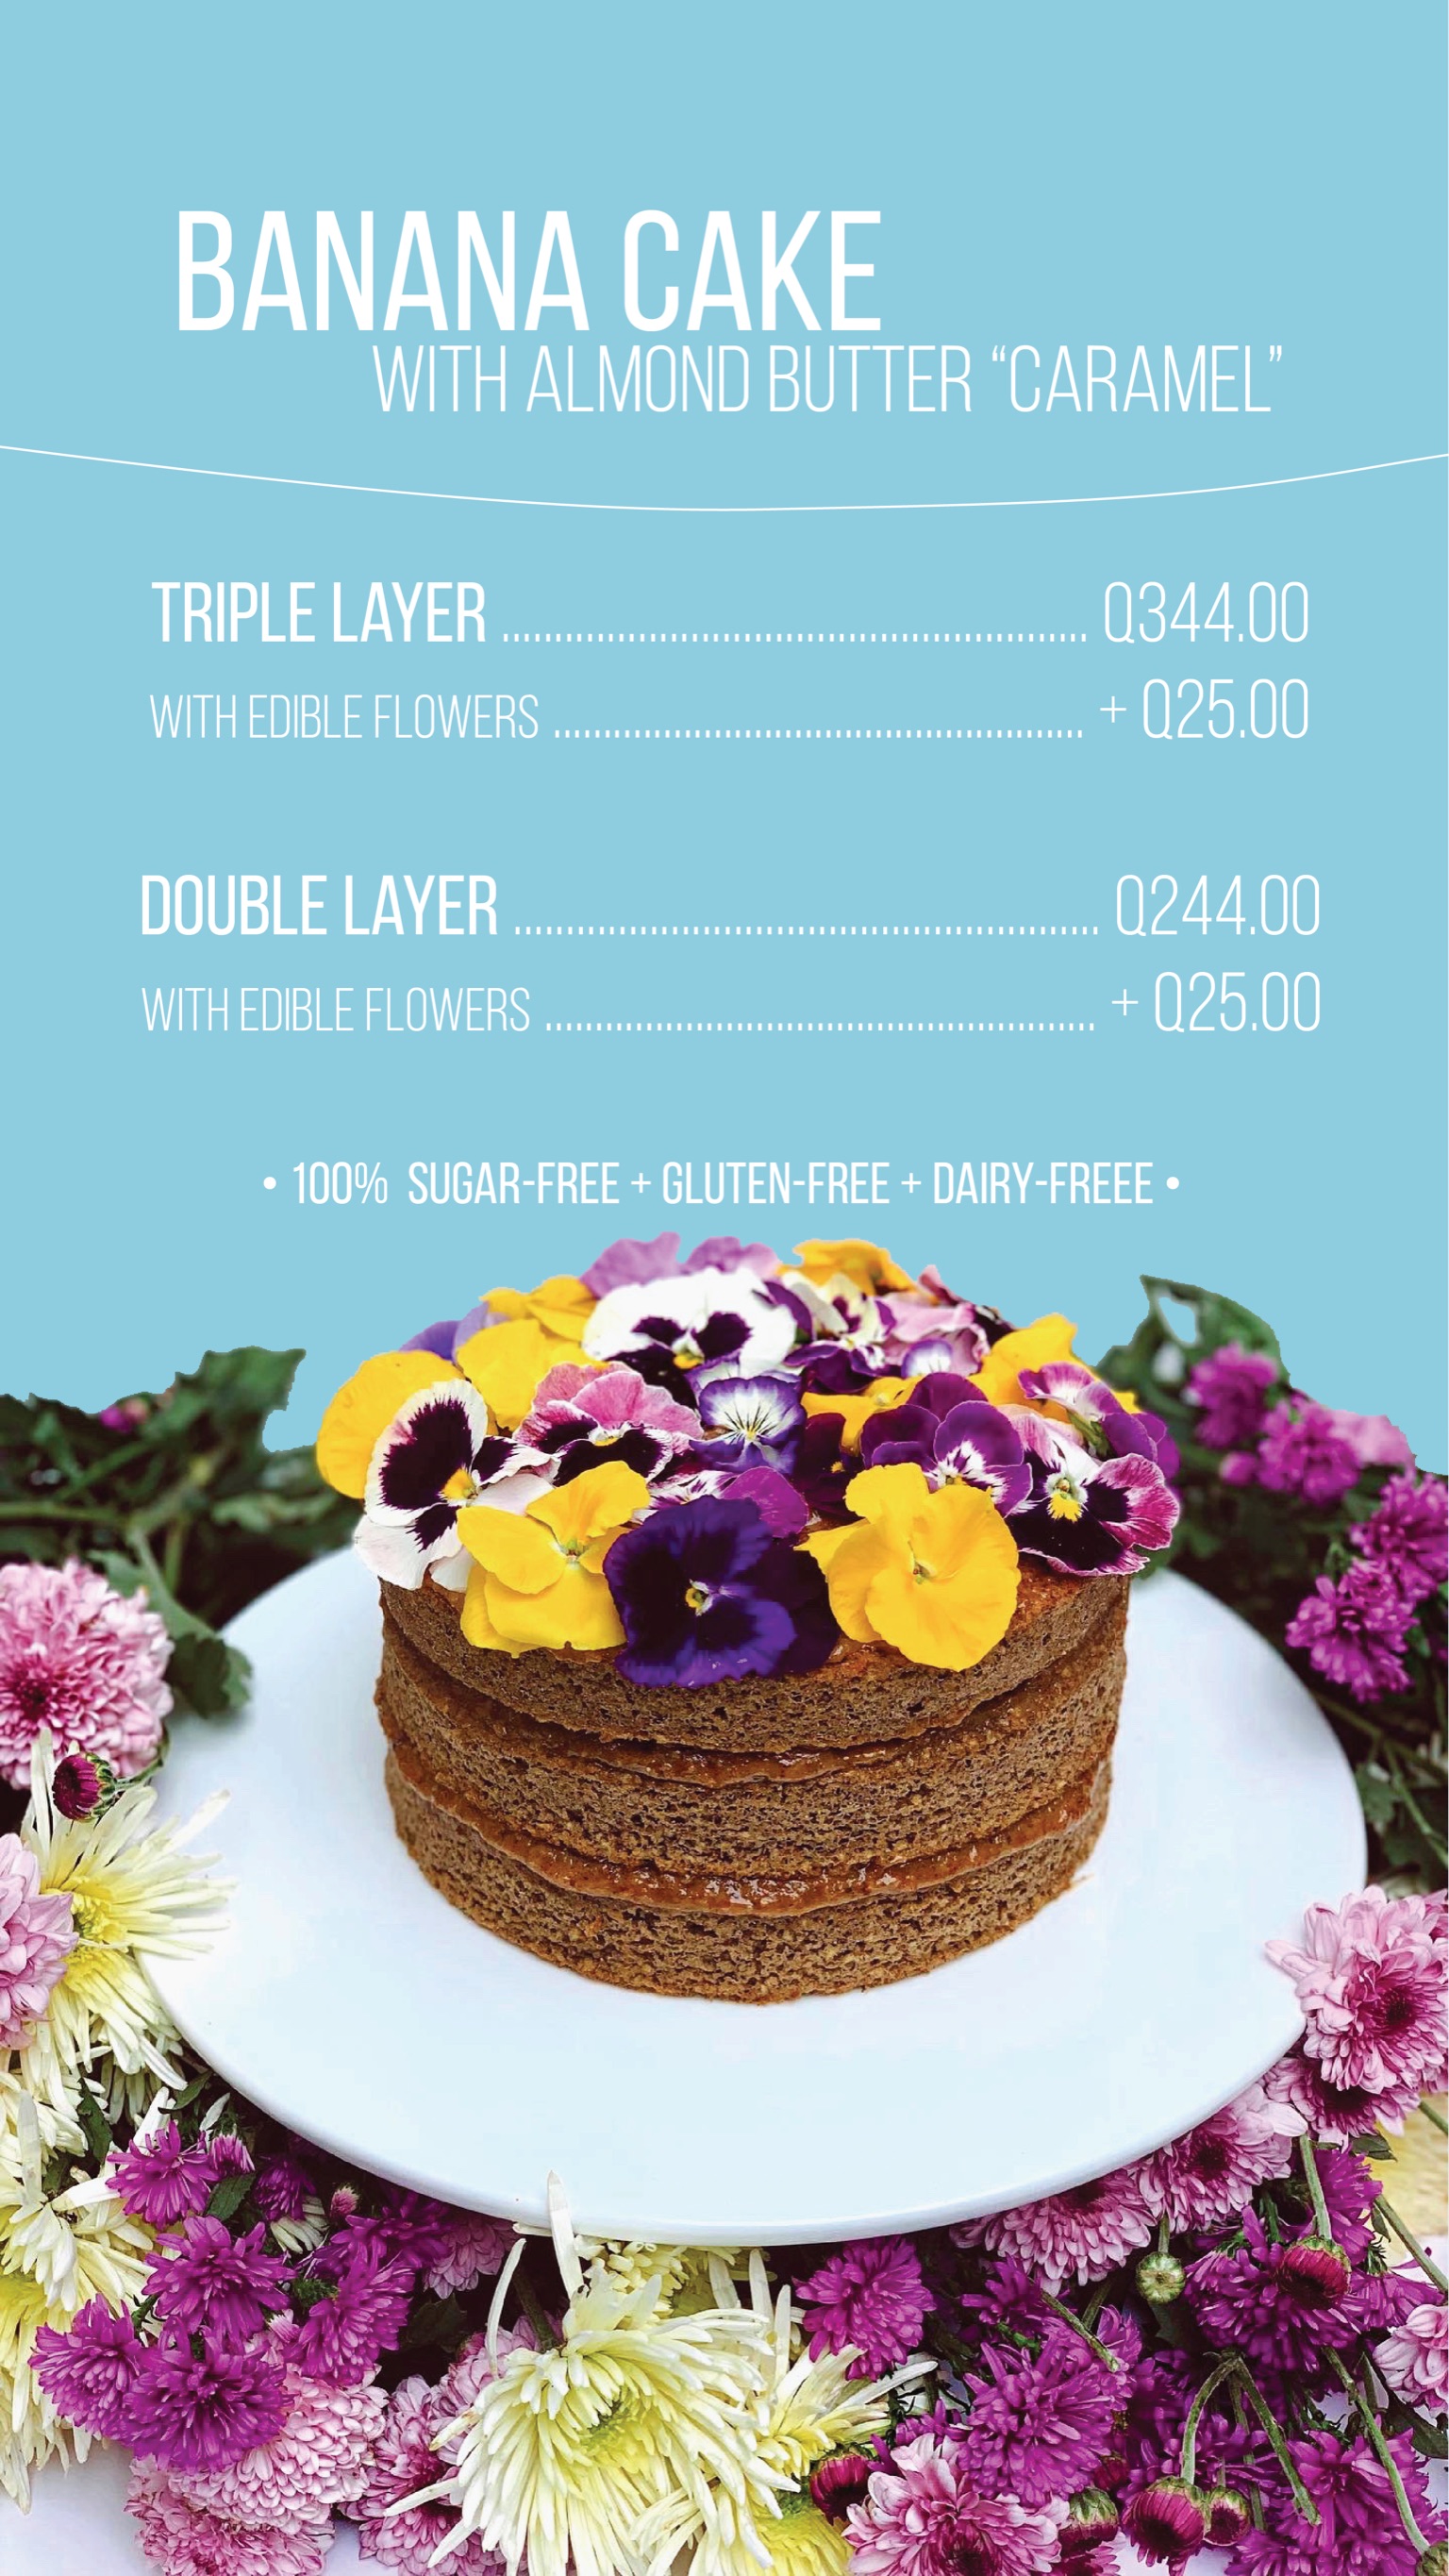 BANANA CAKE
WITH ALMOND BUTTER “CARAMEL”
TRIPLE LAYER ........................................................ Q344.00
WITH EDIBLE FLOWERS ........................................................ + Q25.00
DOUBLE LAYER ........................................................ Q244.00
WITH EDIBLE FLOWERS ........................................................ + Q25.00
• 100% SUGAR-FREE + GLUTEN-FREE + DAIRY-FREEE •